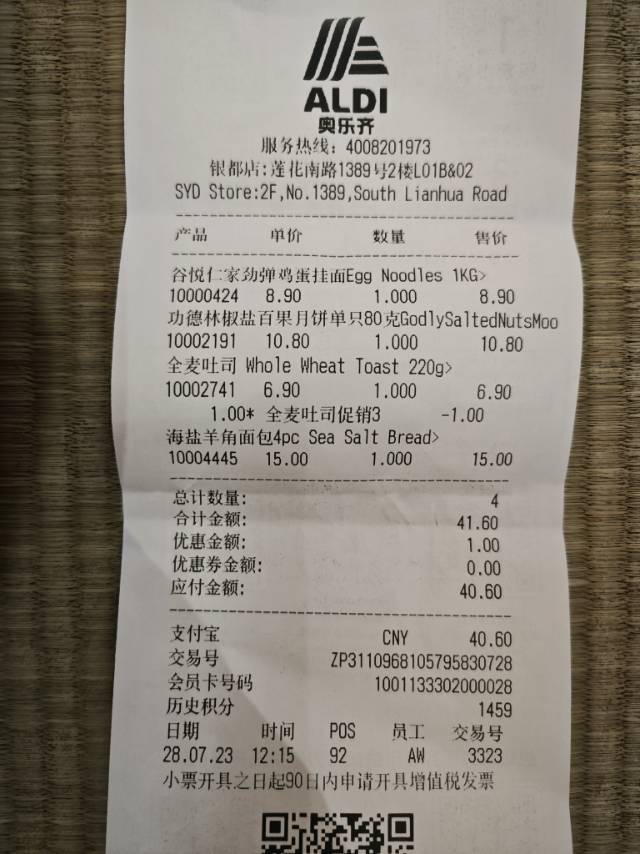 ALDI
奥乐齐
服务热线: 4008201973
银都店:莲花南路1389号2楼L01B&02
SYD Store:2F,No.1389,South Lianhua Road
产品 单价 数量 售价
谷悦仁家劲弹鸡蛋挂面Egg Noodles 1KG>
10000424 8.90 1.000 8.90
功德林椒盐百果月饼单只80克GodlySaltedNutsMoo
10002191 10.80 1.000 10.80
全麦吐司 Whole Wheat Toast 220g>
10002741 6.90 1.000 6.90
1.00* 全麦吐司促销3 -1.00
海盐羊角面包4pc Sea Salt Bread>
10004445 15.00 1.000 15.00
总计数量: 4
合计金额: 41.60
优惠金额: 1.00
优惠券金额: 0.00
应付金额: 40.60
支付宝 CNY 40.60
交易号 ZP3110968105795830728
会员卡号码 1001133302000028
历史积分 1459
日期 时间 POS 员工 交易号
28.07.23 12:15 92 AW 3323
小票开具之日起90日内申请开具增值税发票